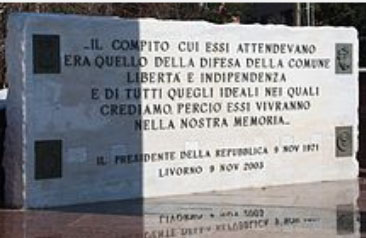 ..IL COMPITO CUI ESSI ATTENDEVANO
ERA QUELLO DELLA DIFESA DELLA COMUNE
LIBERTÀ E INDIPENDENZA
E DI TUTTI QUEGLI IDEALI NEI QUALI
CREDIAMO, PERCIÒ ESSI VIVRANNO
NELLA NOSTRA MEMORIA...
IL PRESIDENTE DELLA REPUBBLICA 9 NOV 1971
LIVORNO 9 NOV 2003